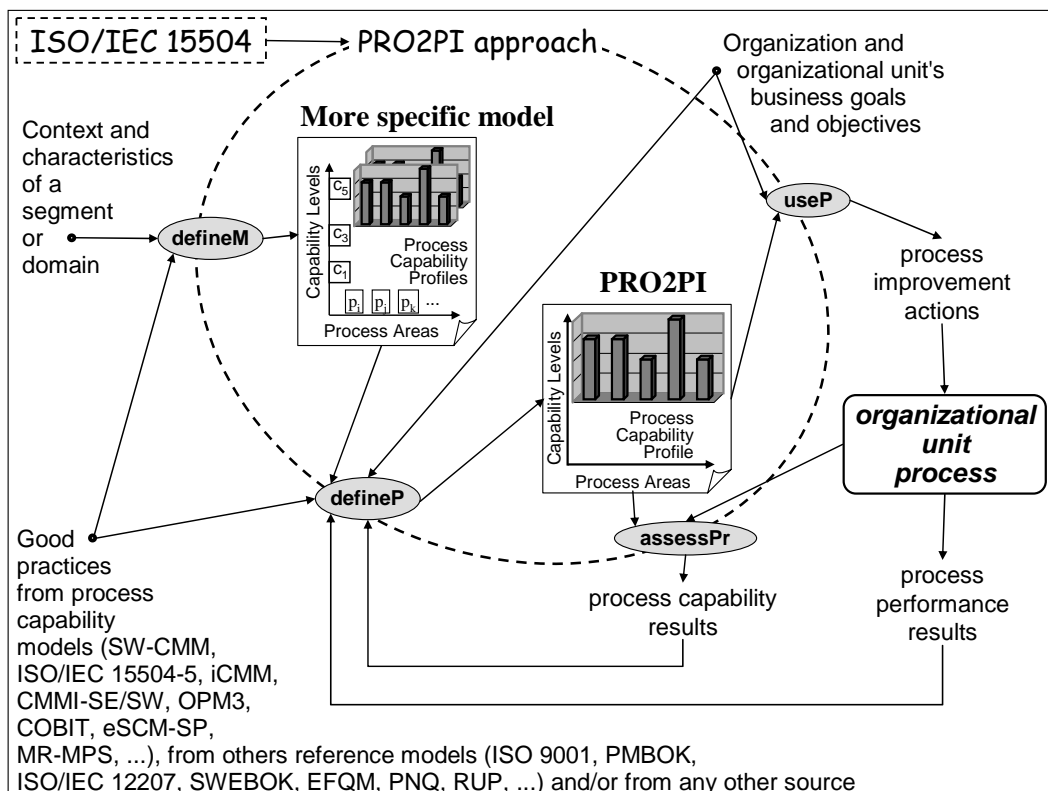 ISO/IEC 15504
PRO2PI approach
Organization and
organizational unit's
business goals
and objectives
Context and
characteristics
of a
segment
or
domain
More specific model
Capability Levels
c5
c3
c1
Process
Capability
Profiles
pi pj pk ...
Process Areas
defineM
useP
process
improvement
actions
PRO2PI
Capability Levels
Process
Capability
Profile
Process Areas
organizational
unit
process
defineP
assessPr
process capability
results
process
performance
results
Good
practices
from process
capability
models (SW-CMM,
ISO/IEC 15504-5, iCMM,
CMMI-SE/SW, OPM3,
COBIT, eSCM-SP,
MR-MPS, ...), from others reference models (ISO 9001, PMBOK,
ISO/IEC 12207, SWEBOK, EFQM, PNQ, RUP, ...) and/or from any other source